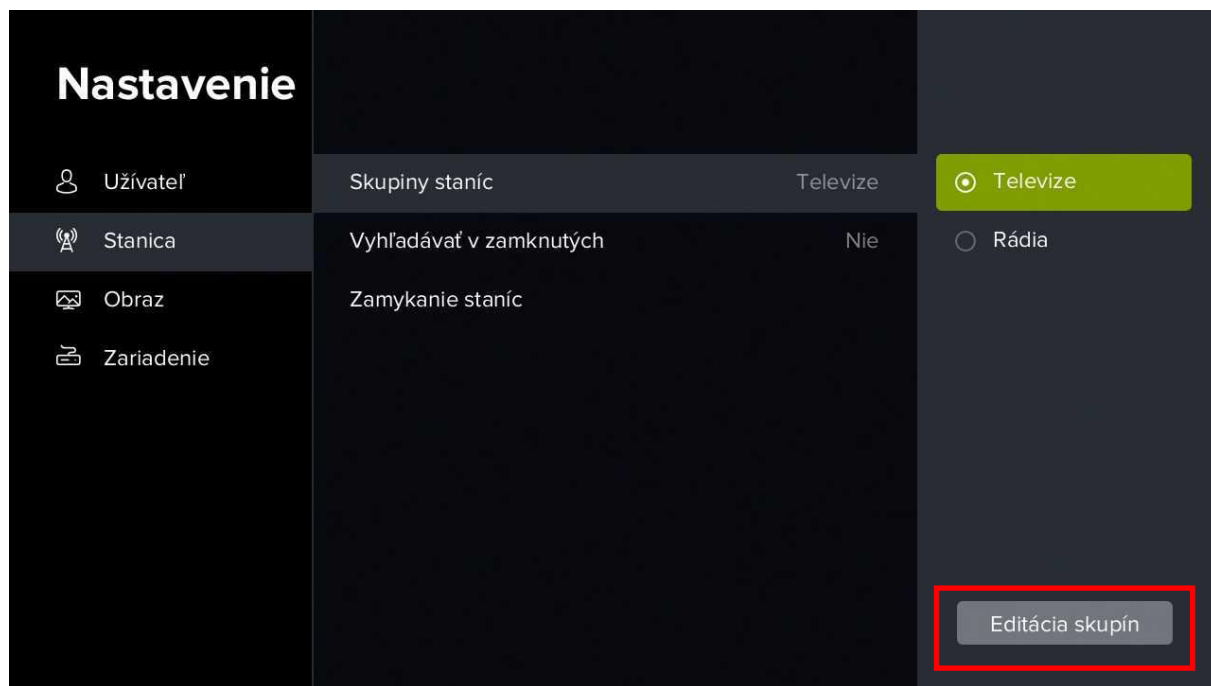 Nastavenie
Užívateľ
Stanica
Obraz
Zariadenie
Skupiny staníc Televize
Vyhľadávať v zamknutých Nie
Zamykanie staníc
Televize
Rádia
Editácia skupín